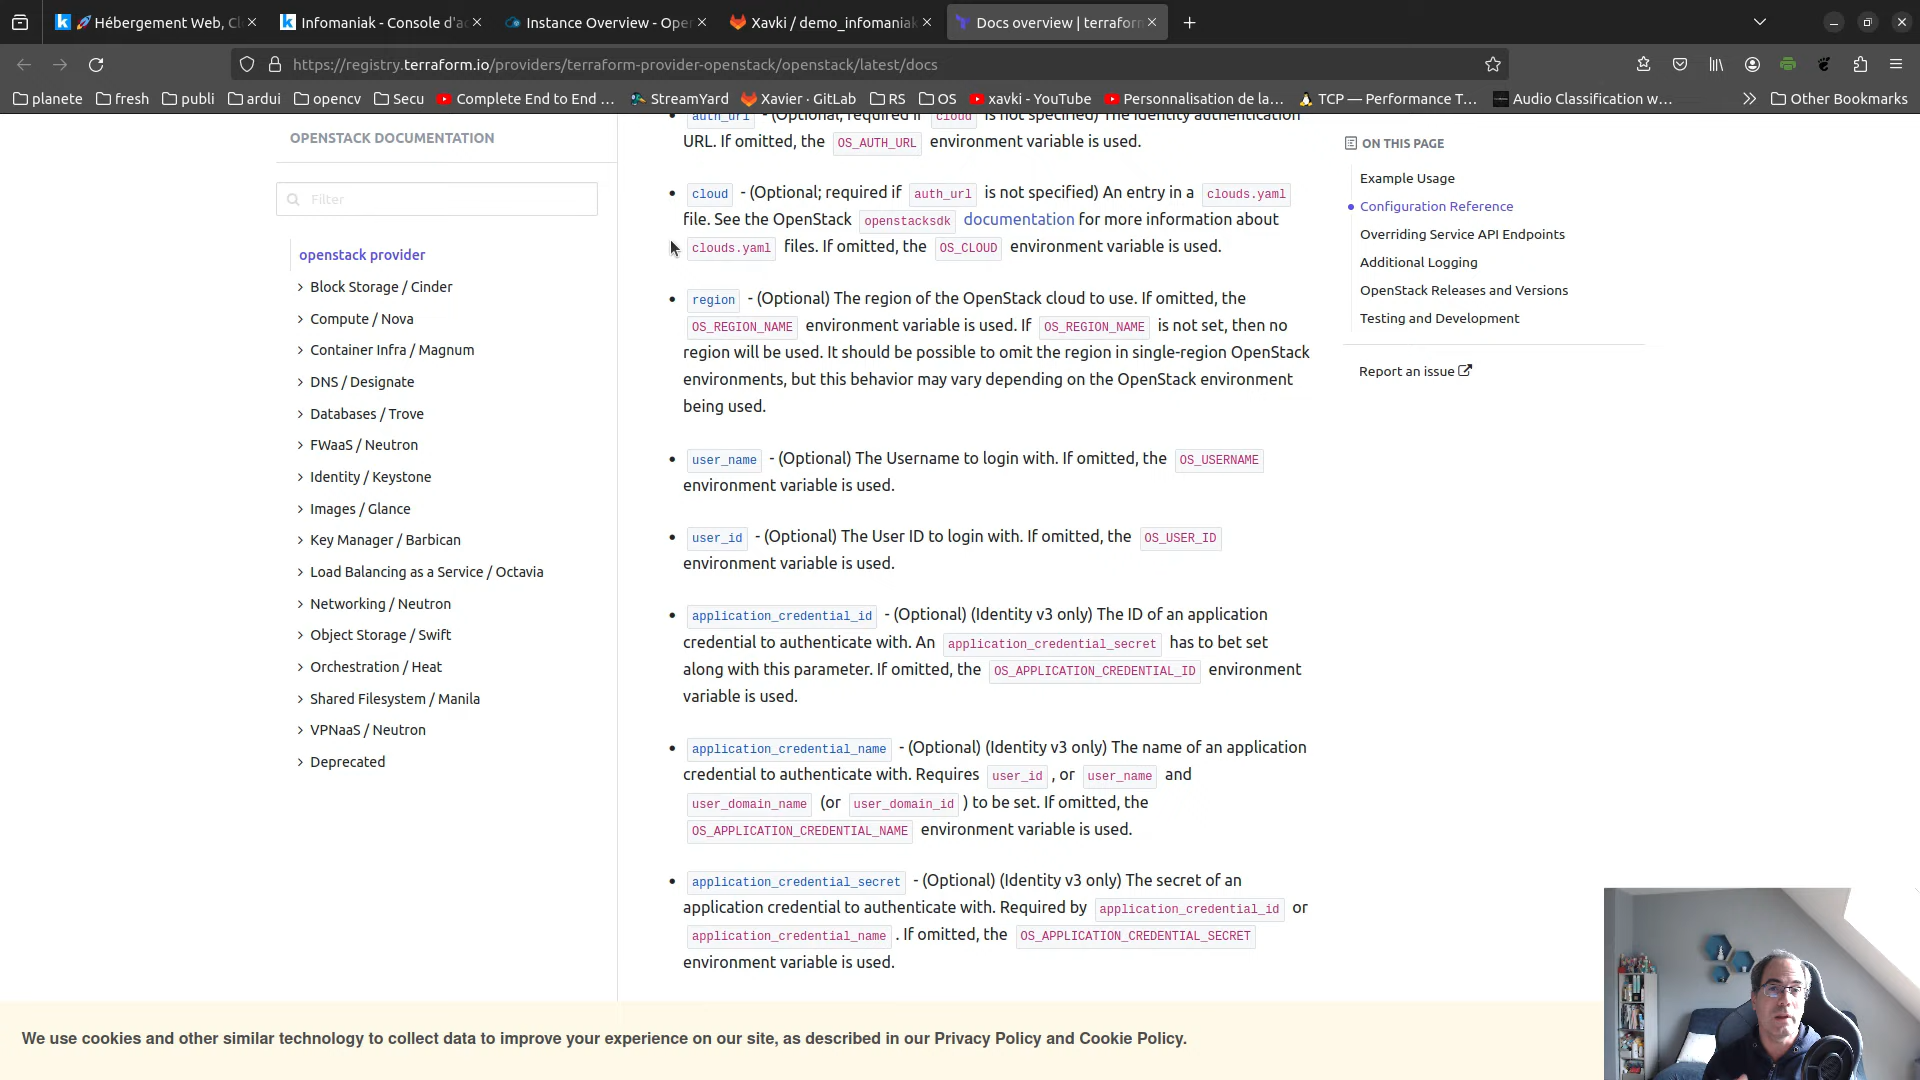 Hébergement Web, Cl
Infomaniak - Console d'a
Instance Overview - Oper
Xavki / demo_infomaniak
Docs overview | terraform
https://registry.terraform.io/providers/terraform-provider-openstack/openstack/latest/docs
planete
fresh
publi
ardui
opencv
Secu
Complete End to End ...
StreamYard
Xavier · GitLab
RS
OS
xavki - YouTube
Personnalisation de la...
TCP — Performance T...
Audio Classification w...
Other Bookmarks
OPENSTACK DOCUMENTATION
Filter
openstack provider
Block Storage / Cinder
Compute / Nova
Container Infra / Magnum
DNS / Designate
Databases / Trove
FWaaS / Neutron
Identity / Keystone
Images / Glance
Key Manager / Barbican
Load Balancing as a Service / Octavia
Networking / Neutron
Object Storage / Swift
Orchestration / Heat
Shared Filesystem / Manila
VPNaaS / Neutron
Deprecated
auth_url - (Optional; required if cloud is not specified) The Identity authentication
URL. If omitted, the OS_AUTH_URL environment variable is used.
cloud - (Optional; required if auth_url is not specified) An entry in a clouds.yaml
file. See the OpenStack openstacksdk documentation for more information about
clouds.yaml files. If omitted, the OS_CLOUD environment variable is used.
region - (Optional) The region of the OpenStack cloud to use. If omitted, the
OS_REGION_NAME environment variable is used. If OS_REGION_NAME is not set, then no
region will be used. It should be possible to omit the region in single-region OpenStack
environments, but this behavior may vary depending on the OpenStack environment
being used.
user_name - (Optional) The Username to login with. If omitted, the OS_USERNAME
environment variable is used.
user_id - (Optional) The User ID to login with. If omitted, the OS_USER_ID
environment variable is used.
application_credential_id - (Optional) (Identity v3 only) The ID of an application
credential to authenticate with. An application_credential_secret has to bet set
along with this parameter. If omitted, the OS_APPLICATION_CREDENTIAL_ID environment
variable is used.
application_credential_name - (Optional) (Identity v3 only) The name of an application
credential to authenticate with. Requires user_id , or user_name and
user_domain_name (or user_domain_id ) to be set. If omitted, the
OS_APPLICATION_CREDENTIAL_NAME environment variable is used.
application_credential_secret - (Optional) (Identity v3 only) The secret of an
application credential to authenticate with. Required by application_credential_id or
application_credential_name . If omitted, the OS_APPLICATION_CREDENTIAL_SECRET
environment variable is used.
ON THIS PAGE
Example Usage
Configuration Reference
Overriding Service API Endpoints
Additional Logging
OpenStack Releases and Versions
Testing and Development
Report an issue
We use cookies and other similar technology to collect data to improve your experience on our site, as described in our Privacy Policy and Cookie Policy.